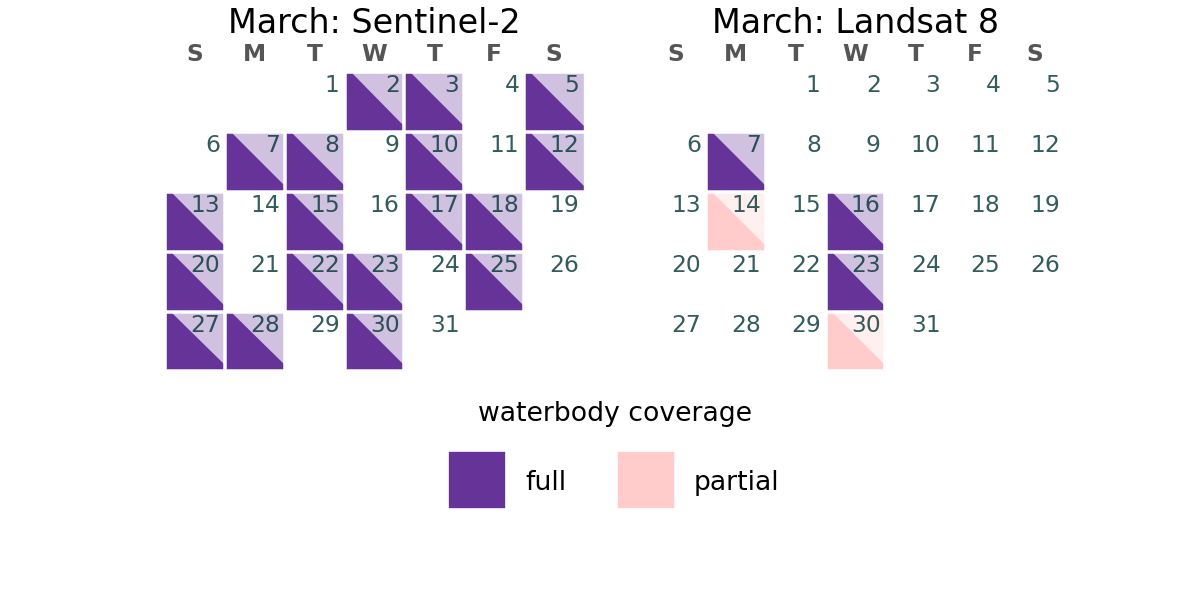 March: Sentinel-2
S M T W T F S
1 2 3 4 5
6 7 8 9 10 11 12
13 14 15 16 17 18 19
20 21 22 23 24 25 26
27 28 29 30 31
March: Landsat 8
S M T W T F S
1 2 3 4 5
6 7 8 9 10 11 12
13 14 15 16 17 18 19
20 21 22 23 24 25 26
27 28 29 30 31
waterbody coverage
full partial